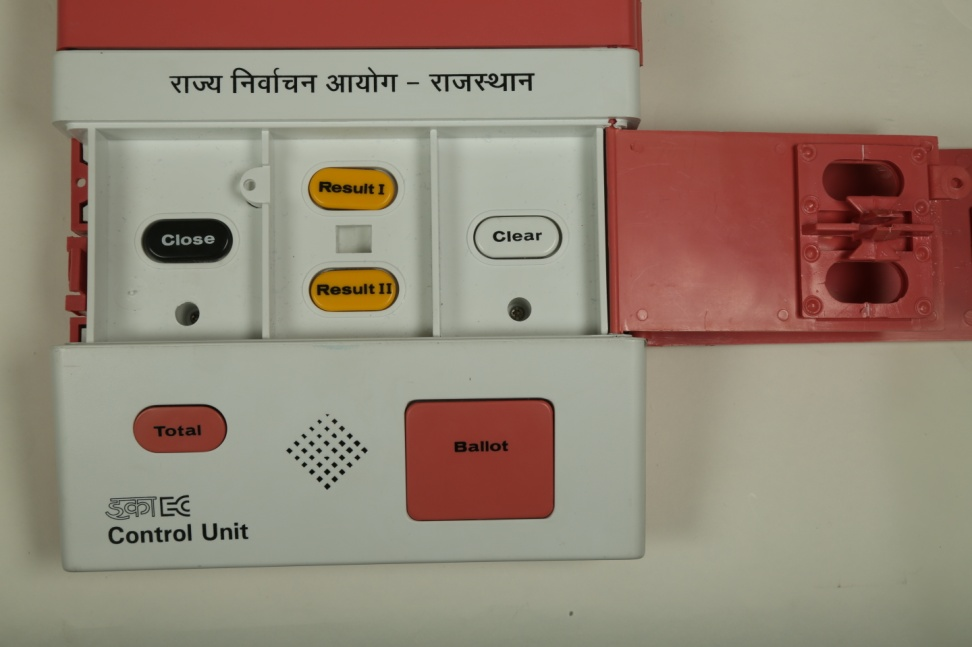 राज्य निर्वाचन आयोग – राजस्थान
Result I
Close
Clear
Result II
Total
Ballot
इका EC
Control Unit